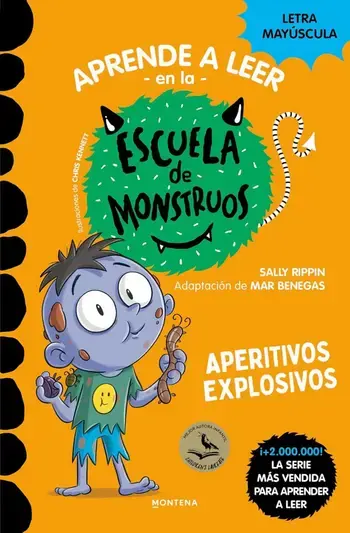 LETRA
MAYÚSCULA
APRENDE A LEER
- en la -
ESCUELA
de
MONSTRUOS
Ilustraciones de CHRIS KENNETT
SALLY RIPPIN
Adaptación de MAR BENEGAS
APERITIVOS
EXPLOSIVOS
¡+2.000.000!
LA SERIE
MÁS VENDIDA
PARA APRENDER
A LEER
MONTENA